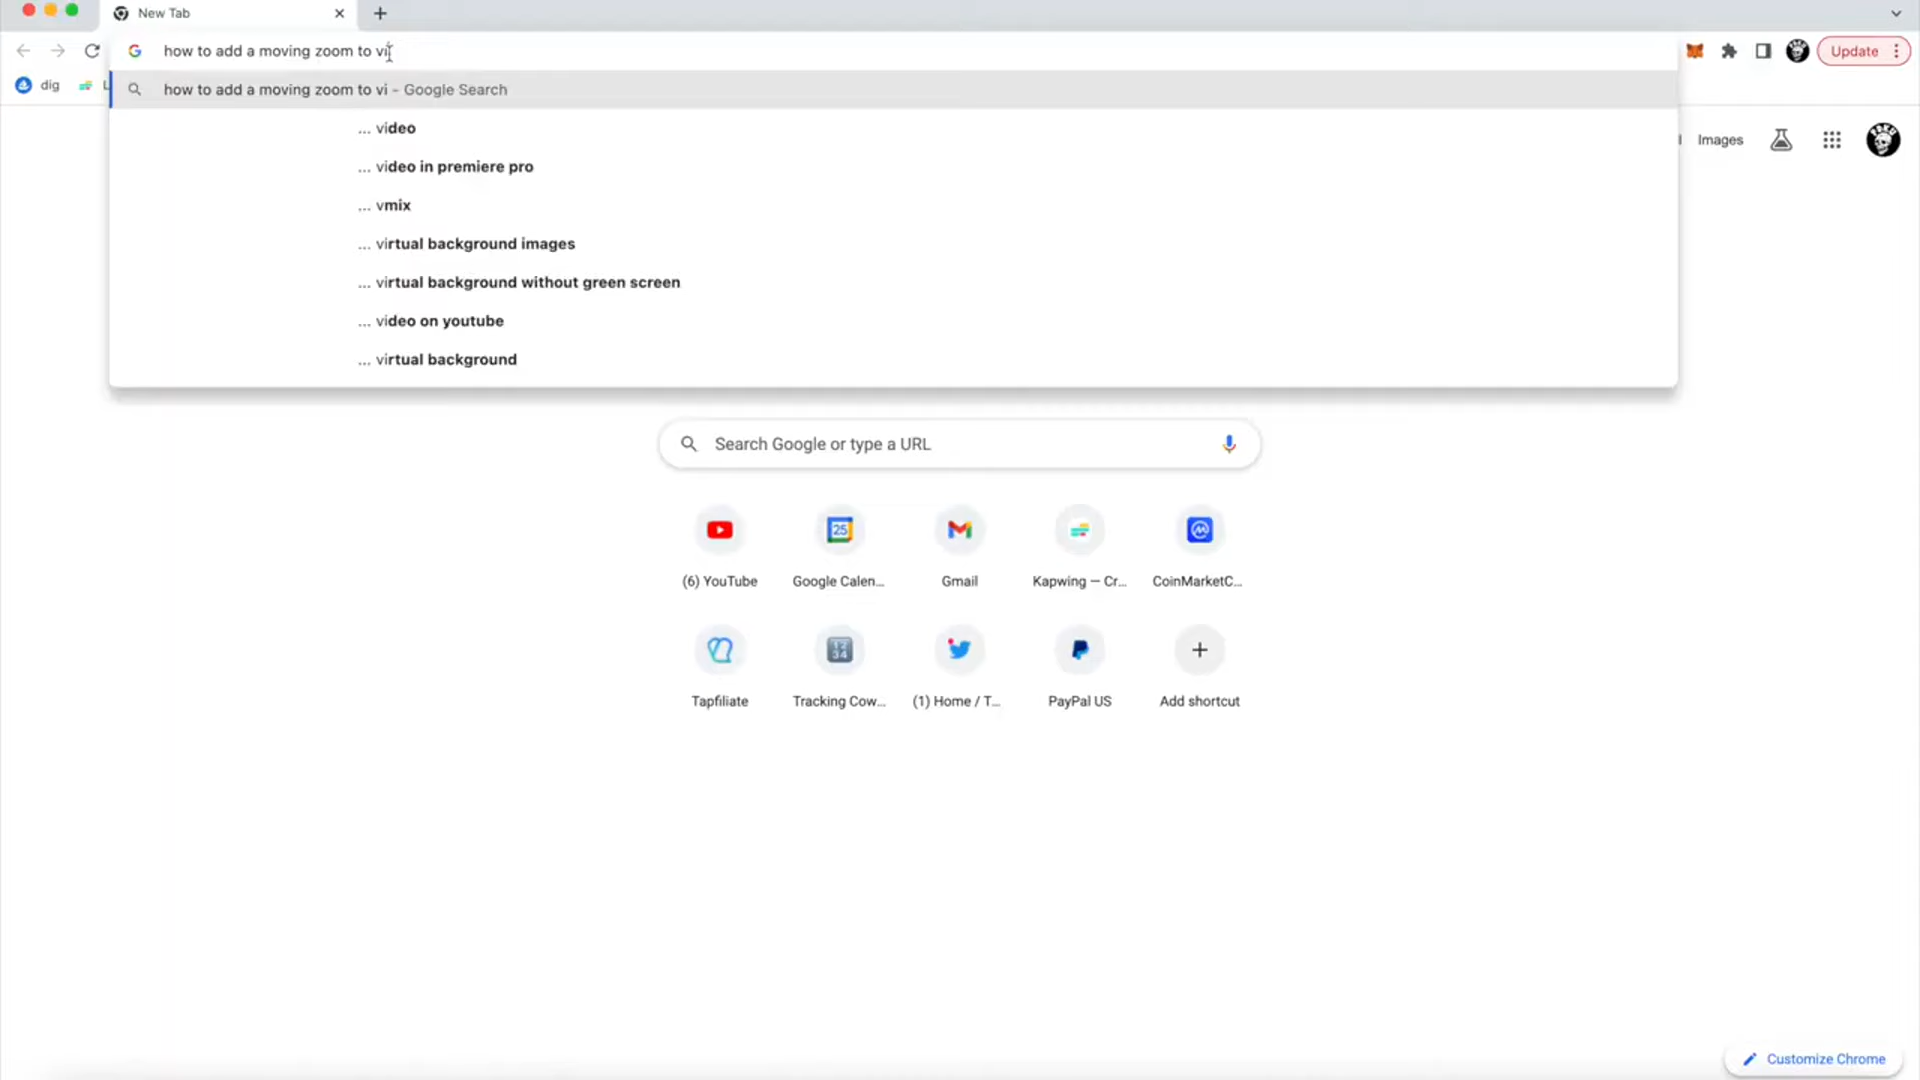 New Tab
how to add a moving zoom to vi
Update
dig
how to add a moving zoom to vi - Google Search
... video
... video in premiere pro
... vmix
... virtual background images
... virtual background without green screen
... video on youtube
... virtual background
Images
Search Google or type a URL
25
(6) YouTube
Google Calen...
Gmail
Kapwing — Cr...
CoinMarketC...
12
34
Tapfiliate
Tracking Cow...
(1) Home / T...
PayPal US
Add shortcut
Customize Chrome